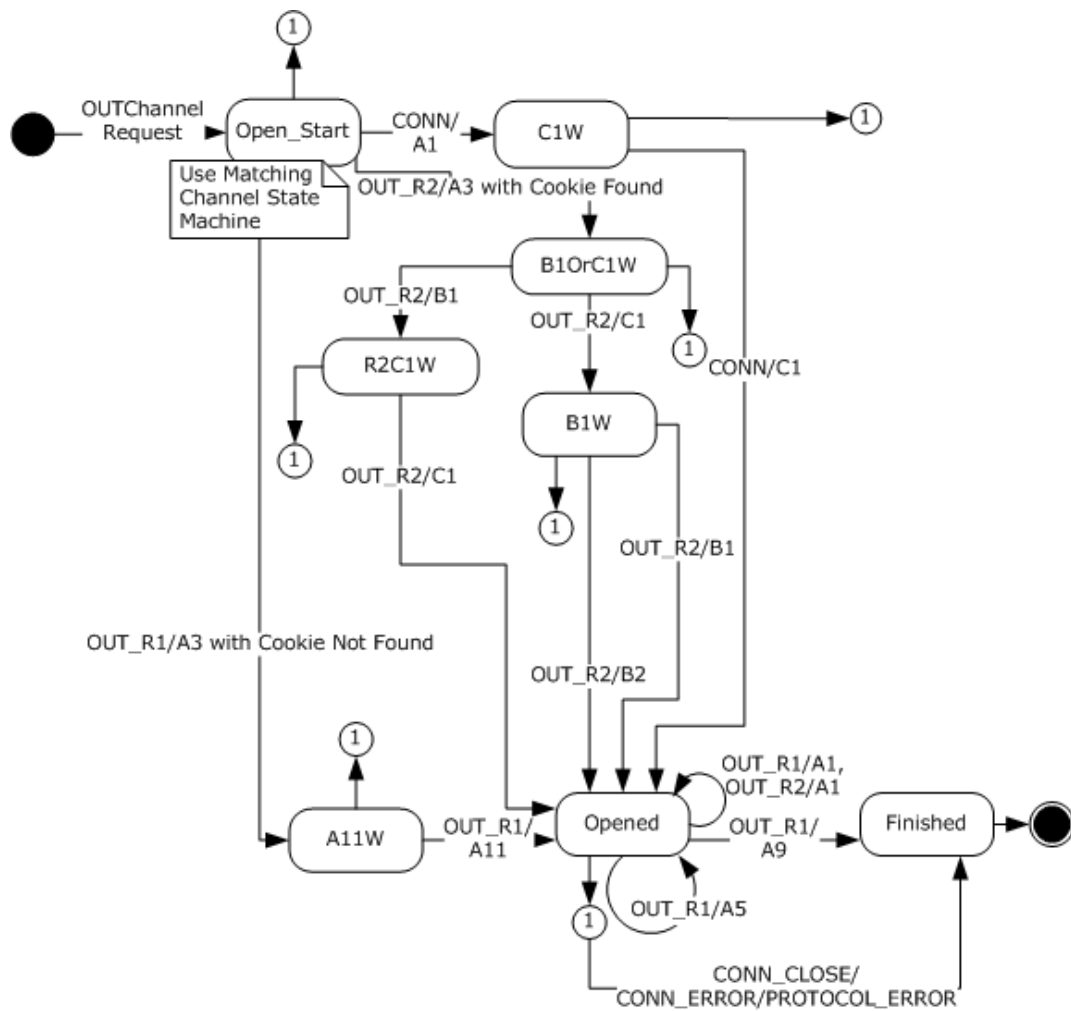 1
OUTChannel
Request
Open_Start
CONN/
A1
C1W
1
Use Matching
Channel State
Machine
OUT_R2/A3 with Cookie Found
B1OrC1W
OUT_R2/B1
OUT_R2/C1
1
CONN/C1
R2C1W
B1W
1
OUT_R2/C1
1
OUT_R2/B1
OUT_R1/A3 with Cookie Not Found
OUT_R2/B2
1
OUT_R1/A1,
OUT_R2/A1
A11W
OUT_R1/
A11
Opened
OUT_R1/
A9
Finished
1
OUT_R1/A5
CONN_CLOSE/
CONN_ERROR/PROTOCOL_ERROR